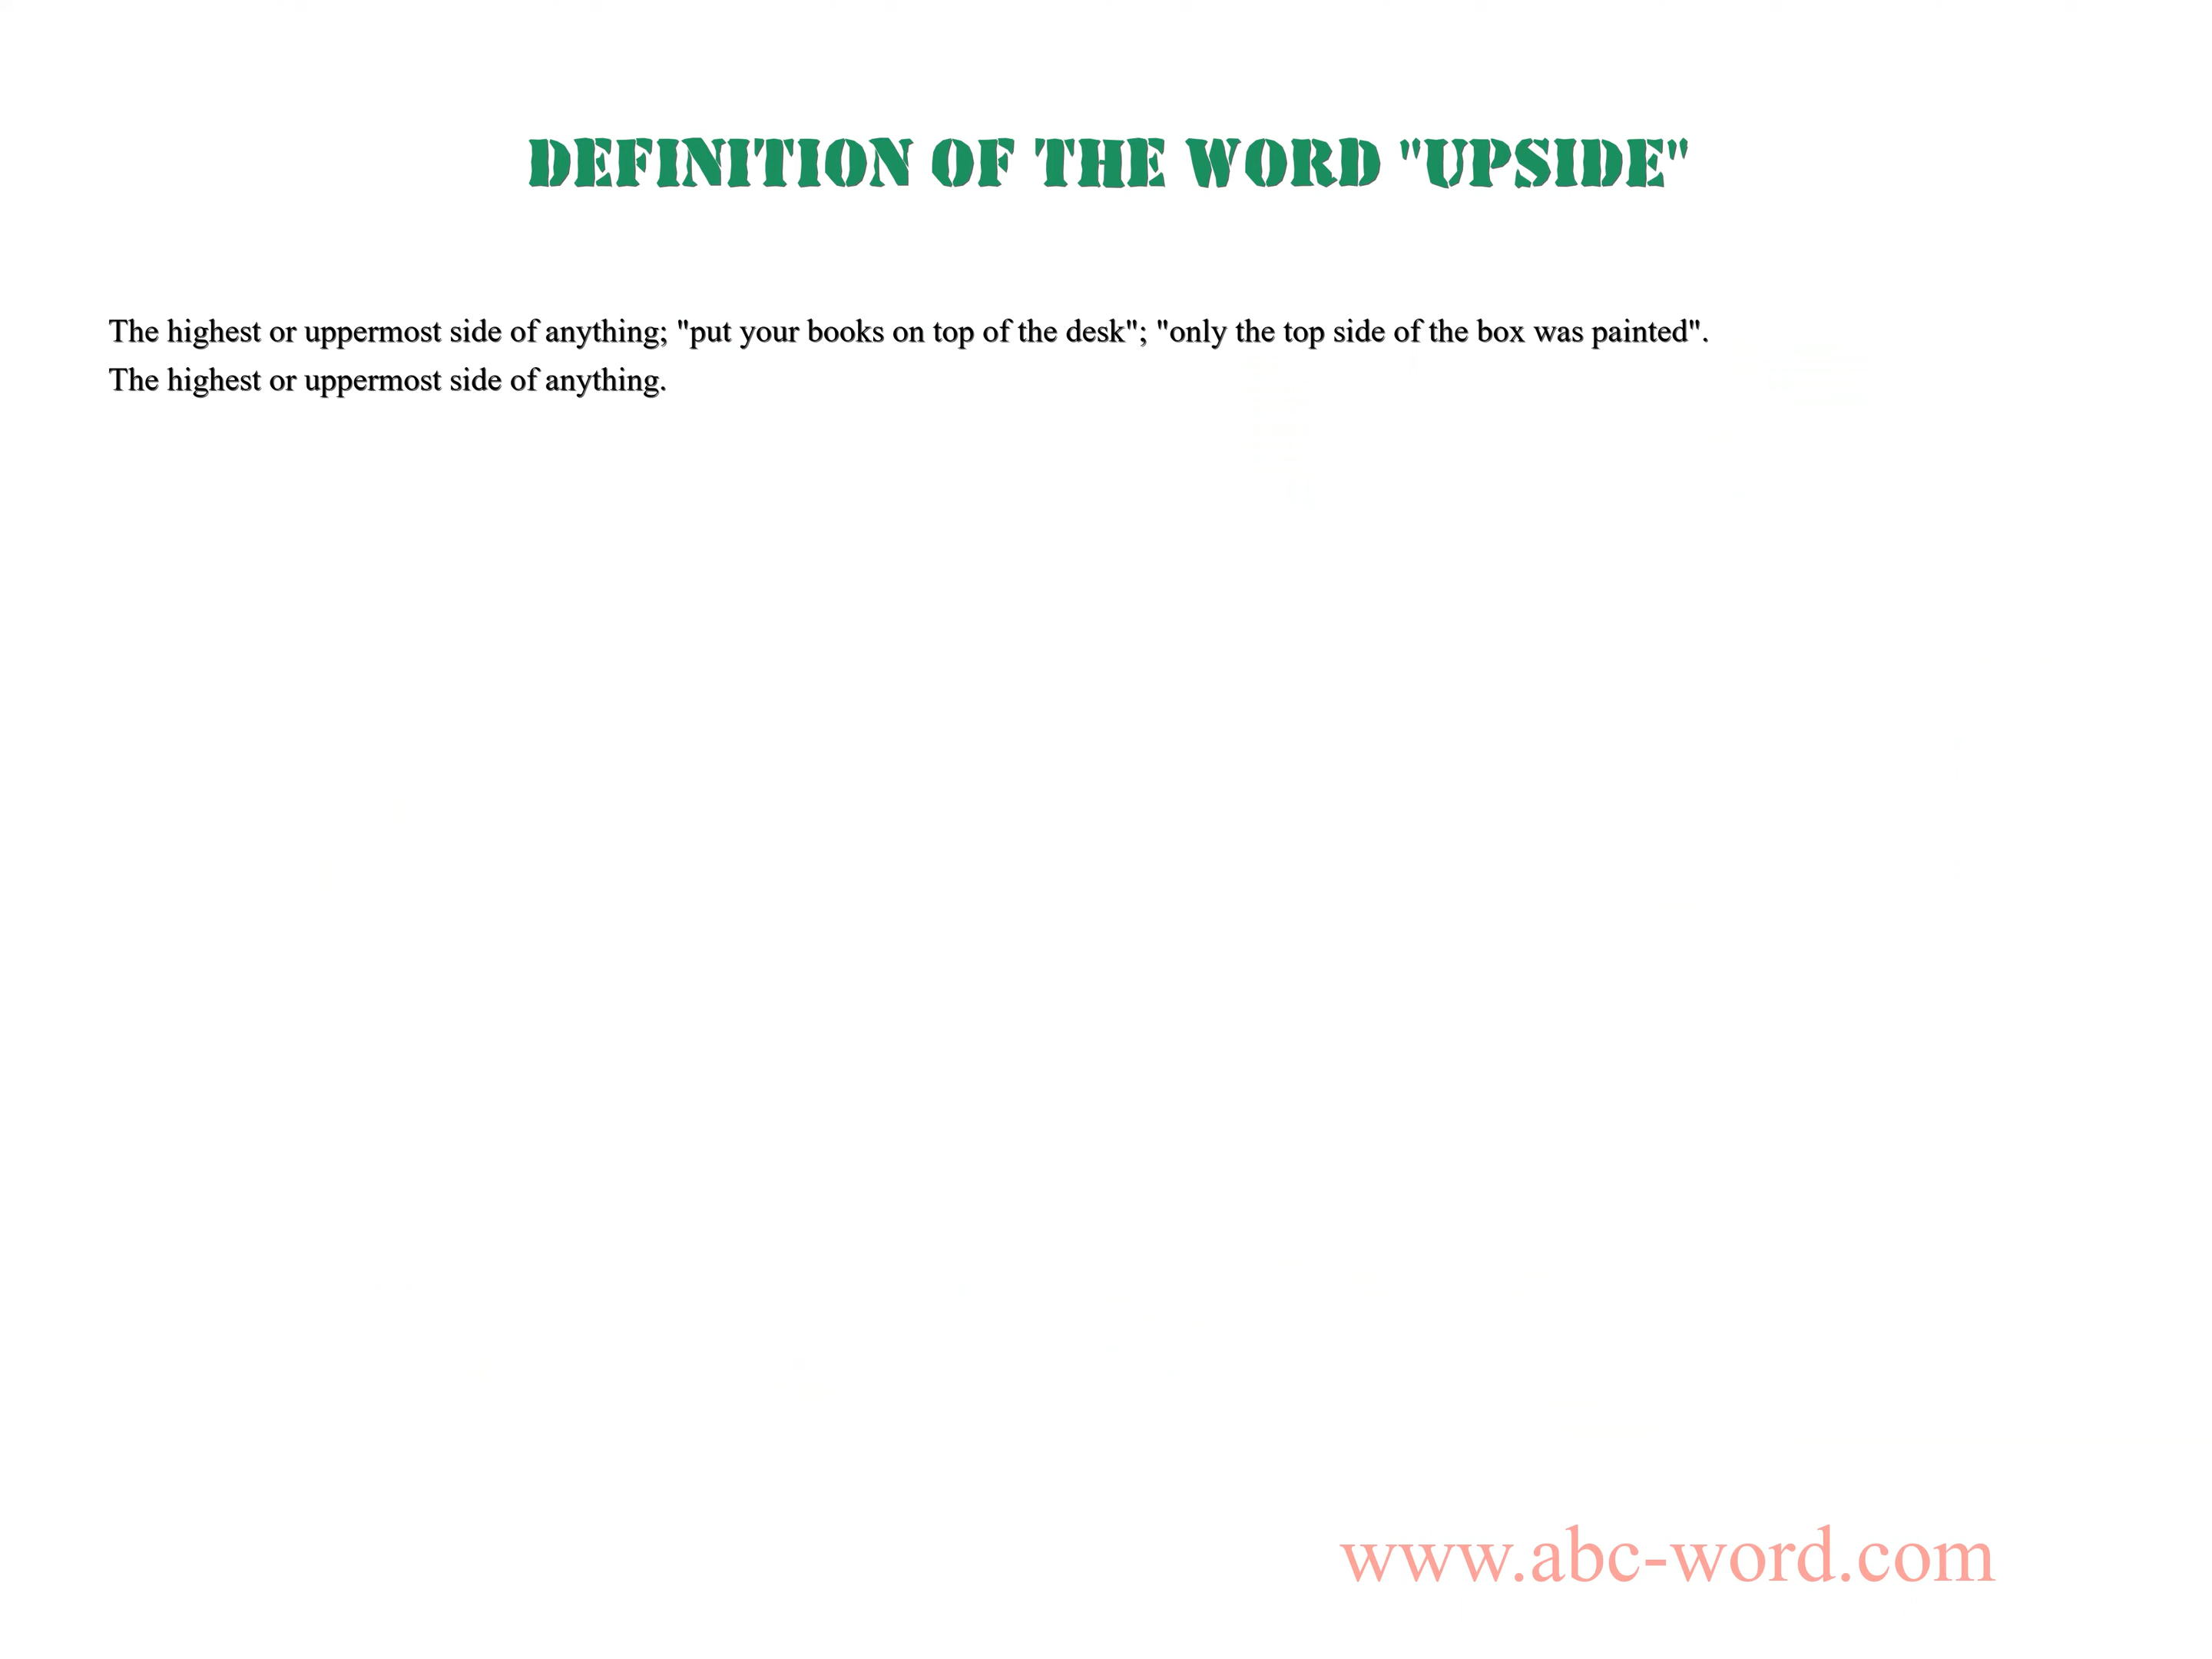 DEFINITION OF THE WORD "UPSIDE"
The highest or uppermost side of anything; "put your books on top of the desk"; "only the top side of the box was painted".
The highest or uppermost side of anything.
www.abc-word.com